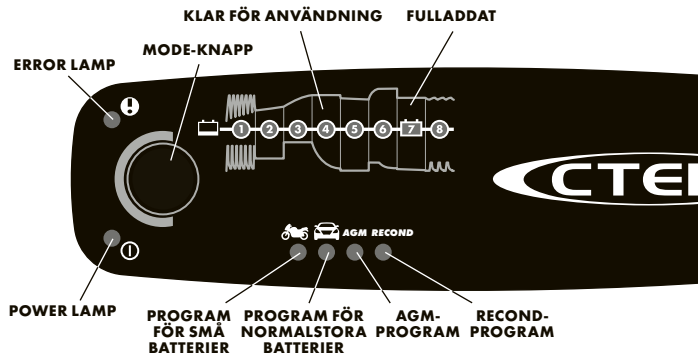 KLAR FÖR ANVÄNDNING
FULLADDAT
MODE-KNAPP
ERROR LAMP
1 2 3 4 5 6 7 8
CTE
AGM RECOND
POWER LAMP
PROGRAM
FÖR SMÅ
BATTERIER
PROGRAM FÖR
NORMALSTORA
BATTERIER
AGM-
PROGRAM
RECOND-
PROGRAM